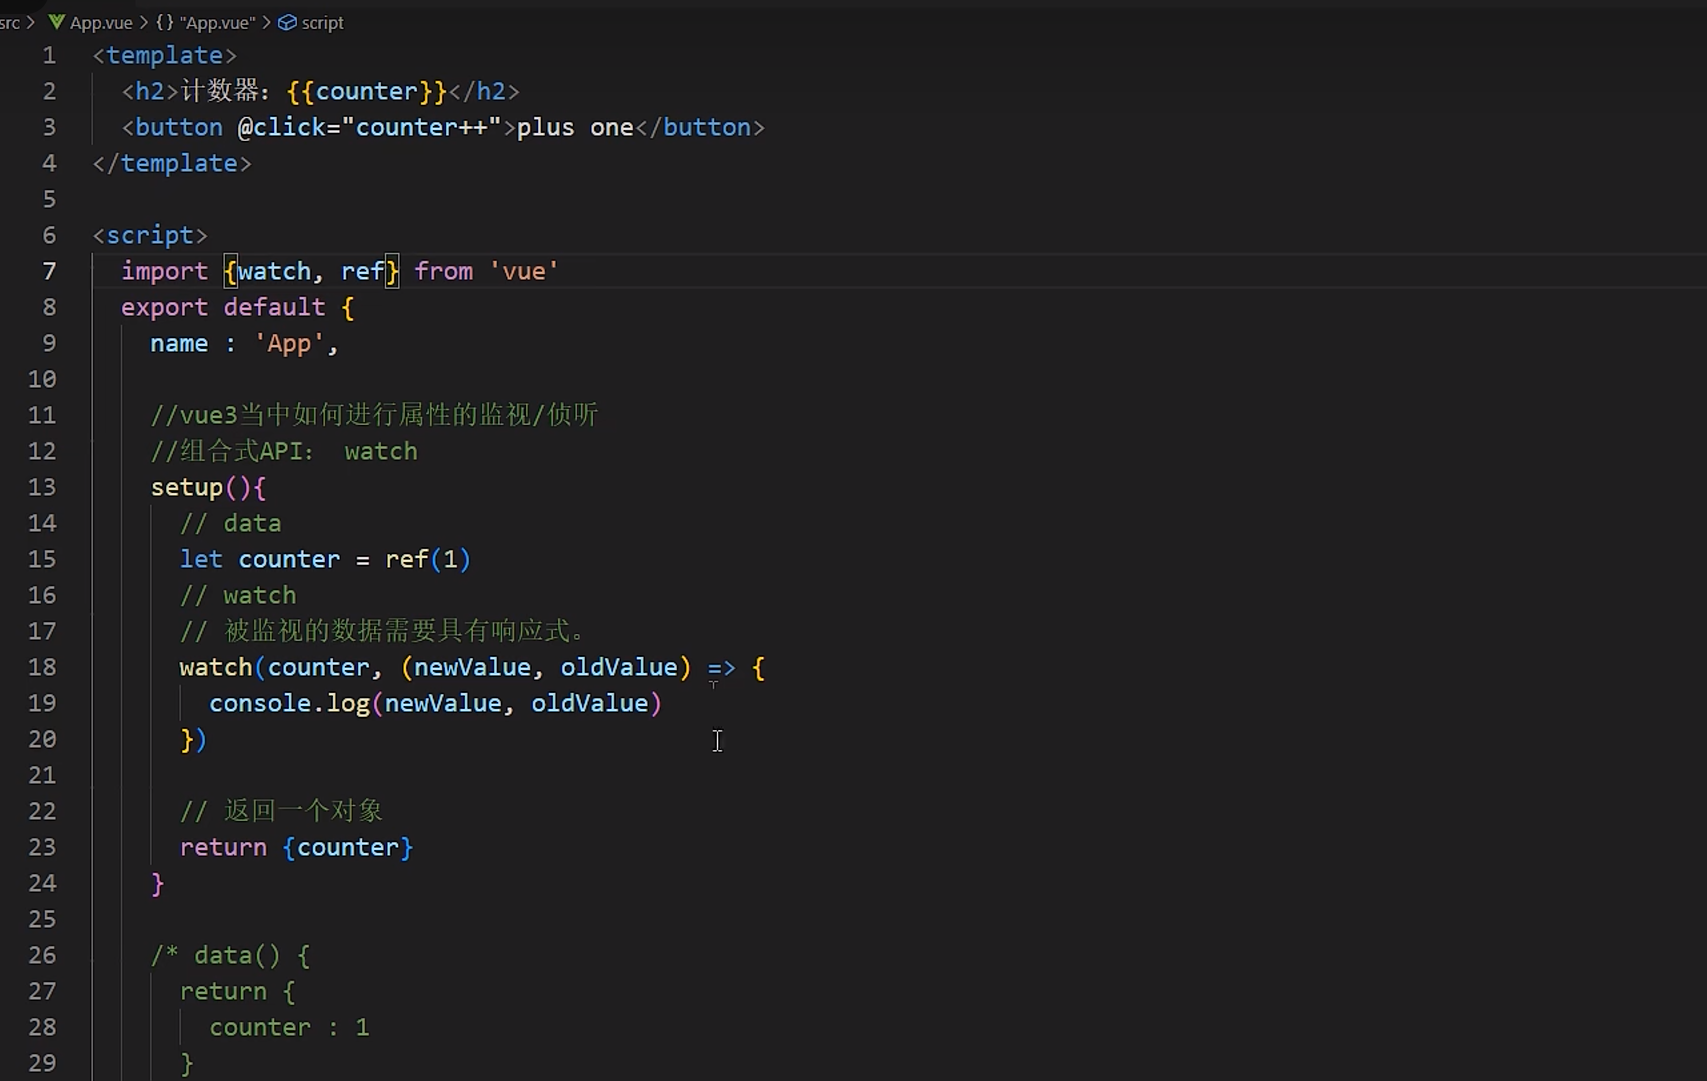 src > App.vue > {} "App.vue" > script
1 <template>
2 <h2>计数器：{{counter}}</h2>
3 <button @click="counter++">plus one</button>
4 </template>
5
6 <script>
7 import {watch, ref} from 'vue'
8 export default {
9 name : 'App',
10
11 //vue3当中如何进行属性的监视/侦听
12 //组合式API： watch
13 setup(){
14 // data
15 let counter = ref(1)
16 // watch
17 // 被监视的数据需要具有响应式。
18 watch(counter, (newValue, oldValue) => {
19 console.log(newValue, oldValue)
20 })
21
22 // 返回一个对象
23 return {counter}
24 }
25
26 /* data() {
27 return {
28 counter : 1
29 }